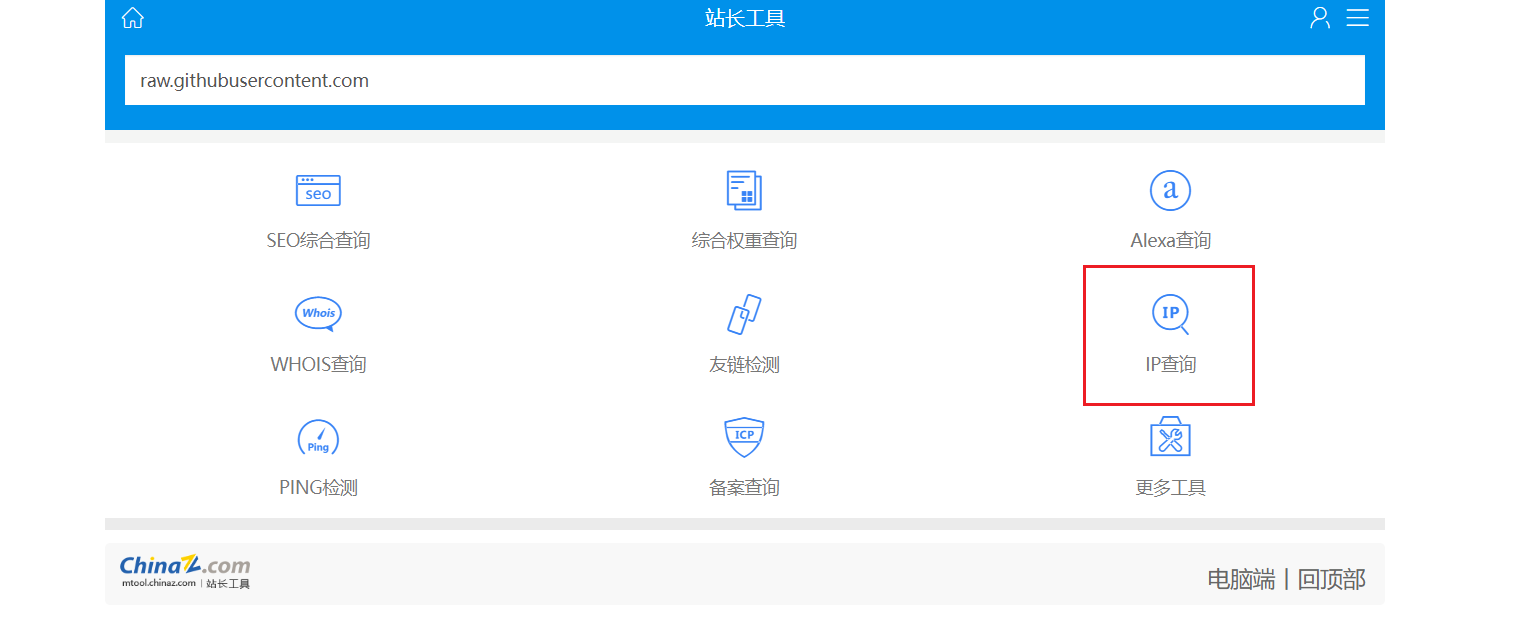 站长工具
raw.githubusercontent.com
seo
a
SEO综合查询
综合权重查询
Alexa查询
Whois
IP
WHOIS查询
友链检测
IP查询
Ping
ICP
PING检测
备案查询
更多工具
ChinaZ.com
mtool.chinaz.com | 站长工具
电脑端 | 回顶部